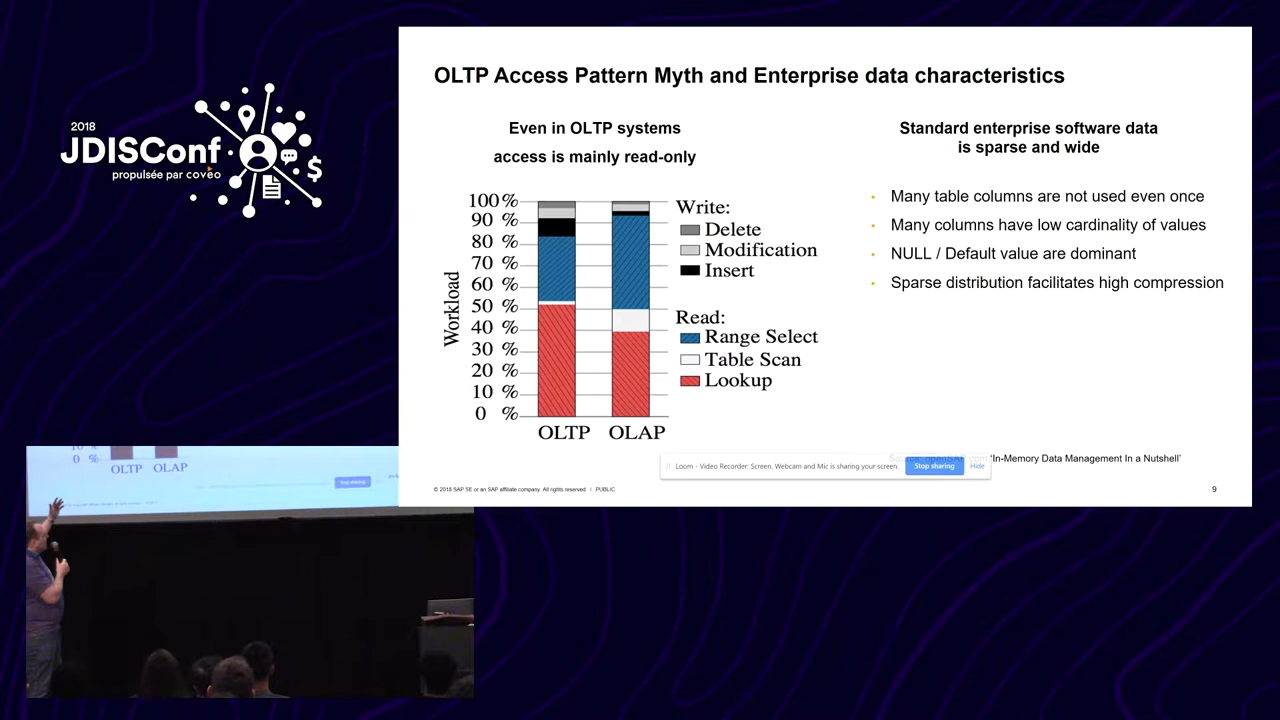 2018
JDISConf
propulsée par coveo
OLTP Access Pattern Myth and Enterprise data characteristics
Even in OLTP systems
access is mainly read-only
100 %
90 %
80 %
70 %
60 %
50 %
40 %
30 %
20 %
10 %
0 %
Workload
OLTP OLAP
Write:
Delete
Modification
Insert
Read:
Range Select
Table Scan
Lookup
Standard enterprise software data
is sparse and wide
• Many table columns are not used even once
• Many columns have low cardinality of values
• NULL / Default value are dominant
• Sparse distribution facilitates high compression
"In-Memory Data Management In a Nutshell'
Loom - Video Recorder: Screen, Webcam and Mic is sharing your screen. Stop sharing Hide
© 2018 SAP SE or an SAP affiliate company. All rights reserved. | PUBLIC
9
0 %
OLTP OLAP
Stop sharing